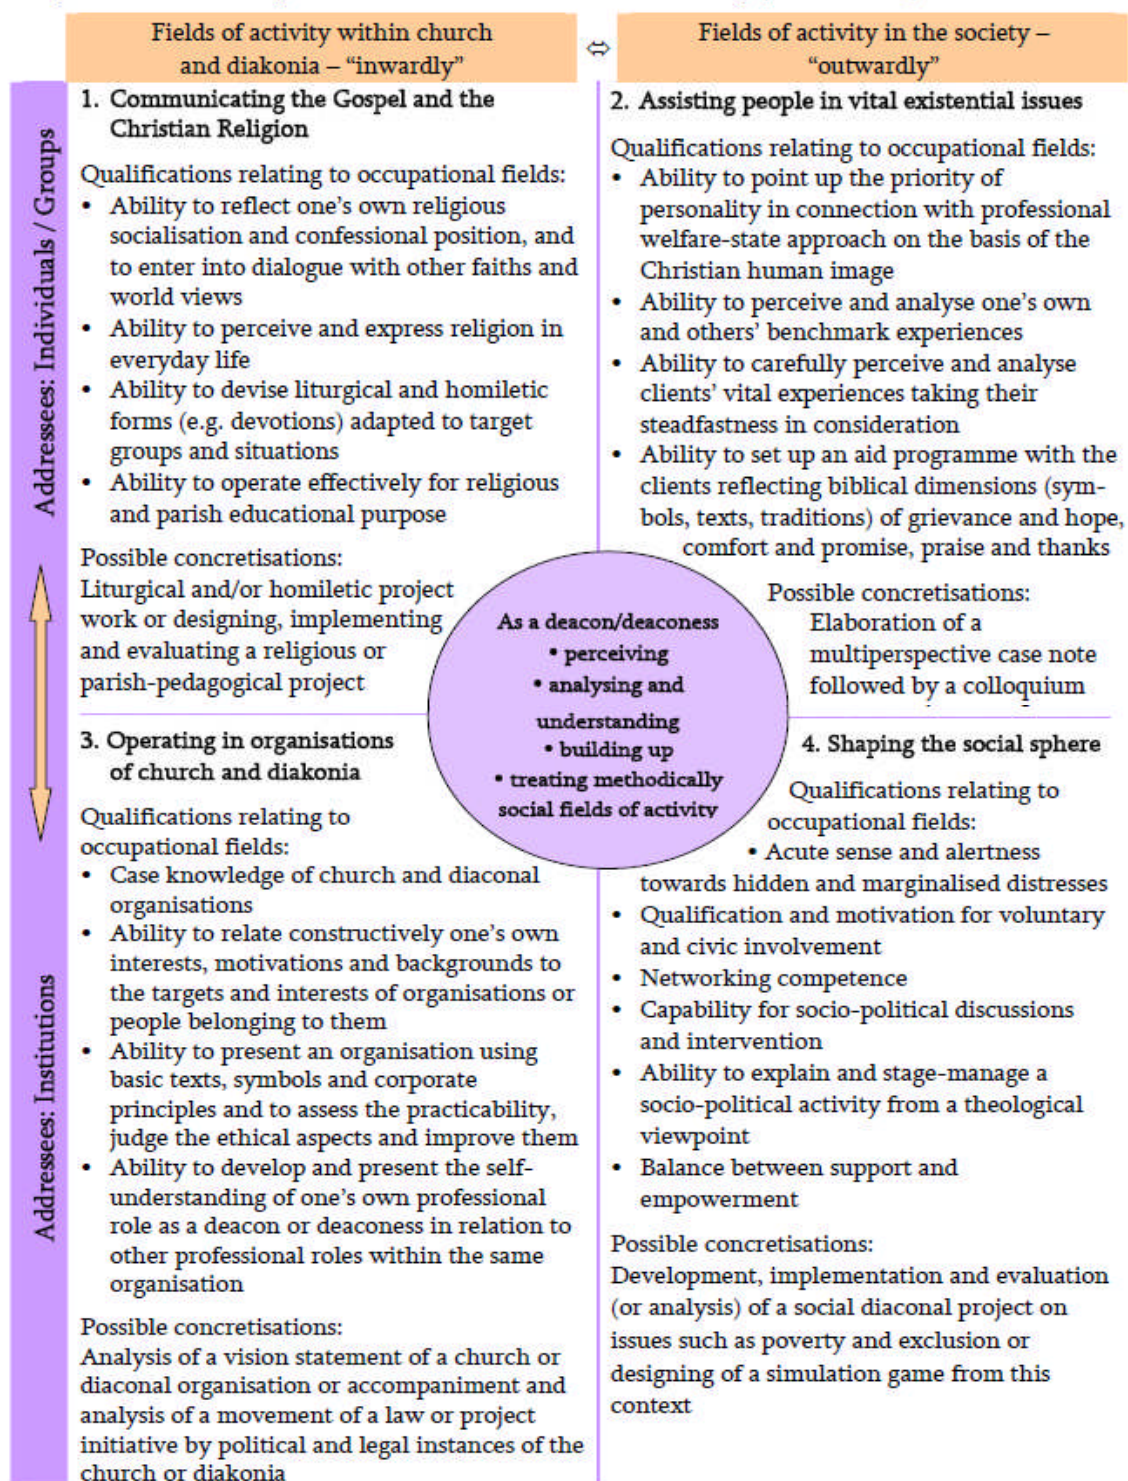 Fields of activity within church
and diakonia – “inwardly”
⇔
Fields of activity in the society –
“outwardly”
Addressees: Individuals / Groups
1. Communicating the Gospel and the
Christian Religion
Qualifications relating to occupational fields:
• Ability to reflect one’s own religious
socialisation and confessional position, and
to enter into dialogue with other faiths and
world views
• Ability to perceive and express religion in
everyday life
• Ability to devise liturgical and homiletic
forms (e.g. devotions) adapted to target
groups and situations
• Ability to operate effectively for religious
and parish educational purpose
Possible concretisations:
Liturgical and/or homiletic project
work or designing, implementing
and evaluating a religious or
parish-pedagogical project
2. Assisting people in vital existential issues
Qualifications relating to occupational fields:
• Ability to point up the priority of
personality in connection with professional
welfare-state approach on the basis of the
Christian human image
• Ability to perceive and analyse one’s own
and others’ benchmark experiences
• Ability to carefully perceive and analyse
clients’ vital experiences taking their
steadfastness in consideration
• Ability to set up an aid programme with the
clients reflecting biblical dimensions (sym-
bols, texts, traditions) of grievance and hope,
comfort and promise, praise and thanks
Possible concretisations:
Elaboration of a
multiperspective case note
followed by a colloquium
As a deacon/deaconess
• perceiving
• analysing and
understanding
• building up
• treating methodically
social fields of activity
Addressees: Institutions
3. Operating in organisations
of church and diakonia
Qualifications relating to
occupational fields:
• Case knowledge of church and diaconal
organisations
• Ability to relate constructively one’s own
interests, motivations and backgrounds to
the targets and interests of organisations or
people belonging to them
• Ability to present an organisation using
basic texts, symbols and corporate
principles and to assess the practicability,
judge the ethical aspects and improve them
• Ability to develop and present the self-
understanding of one’s own professional
role as a deacon or deaconess in relation to
other professional roles within the same
organisation
Possible concretisations:
Analysis of a vision statement of a church or
diaconal organisation or accompaniment and
analysis of a movement of a law or project
initiative by political and legal instances of the
church or diakonia
4. Shaping the social sphere
Qualifications relating to
occupational fields:
• Acute sense and alertness
towards hidden and marginalised distresses
• Qualification and motivation for voluntary
and civic involvement
• Networking competence
• Capability for socio-political discussions
and intervention
• Ability to explain and stage-manage a
socio-political activity from a theological
viewpoint
• Balance between support and
empowerment
Possible concretisations:
Development, implementation and evaluation
(or analysis) of a social diaconal project on
issues such as poverty and exclusion or
designing of a simulation game from this
context